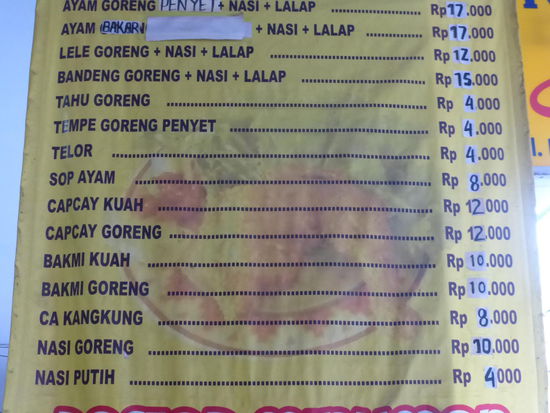 AYAM GORENG PENYET + NASI + LALAP Rp 17.000
AYAM BAKAR + NASI + LALAP Rp 17.000
LELE GORENG + NASI + LALAP Rp 12.000
BANDENG GORENG + NASI + LALAP Rp 15.000
TAHU GORENG Rp 4.000
TEMPE GORENG PENYET Rp 4.000
TELOR Rp 4.000
SOP AYAM Rp 8.000
CAPCAY KUAH Rp 12.000
CAPCAY GORENG Rp 12.000
BAKMI KUAH Rp 10.000
BAKMI GORENG Rp 10.000
CA KANGKUNG Rp 8.000
NASI GORENG Rp 10.000
NASI PUTIH Rp 4000